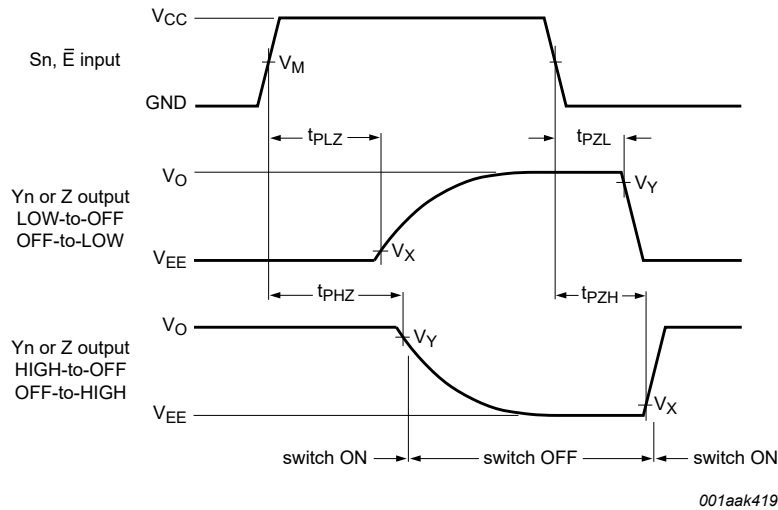 VCC
Sn, E̅ input
VM
GND
tPLZ
tPZL
VO
VY
Yn or Z output
LOW-to-OFF
OFF-to-LOW
VX
VEE
tPHZ
tPZH
VO
VY
Yn or Z output
HIGH-to-OFF
OFF-to-HIGH
VX
VEE
switch ON
switch OFF
switch ON
001aak419